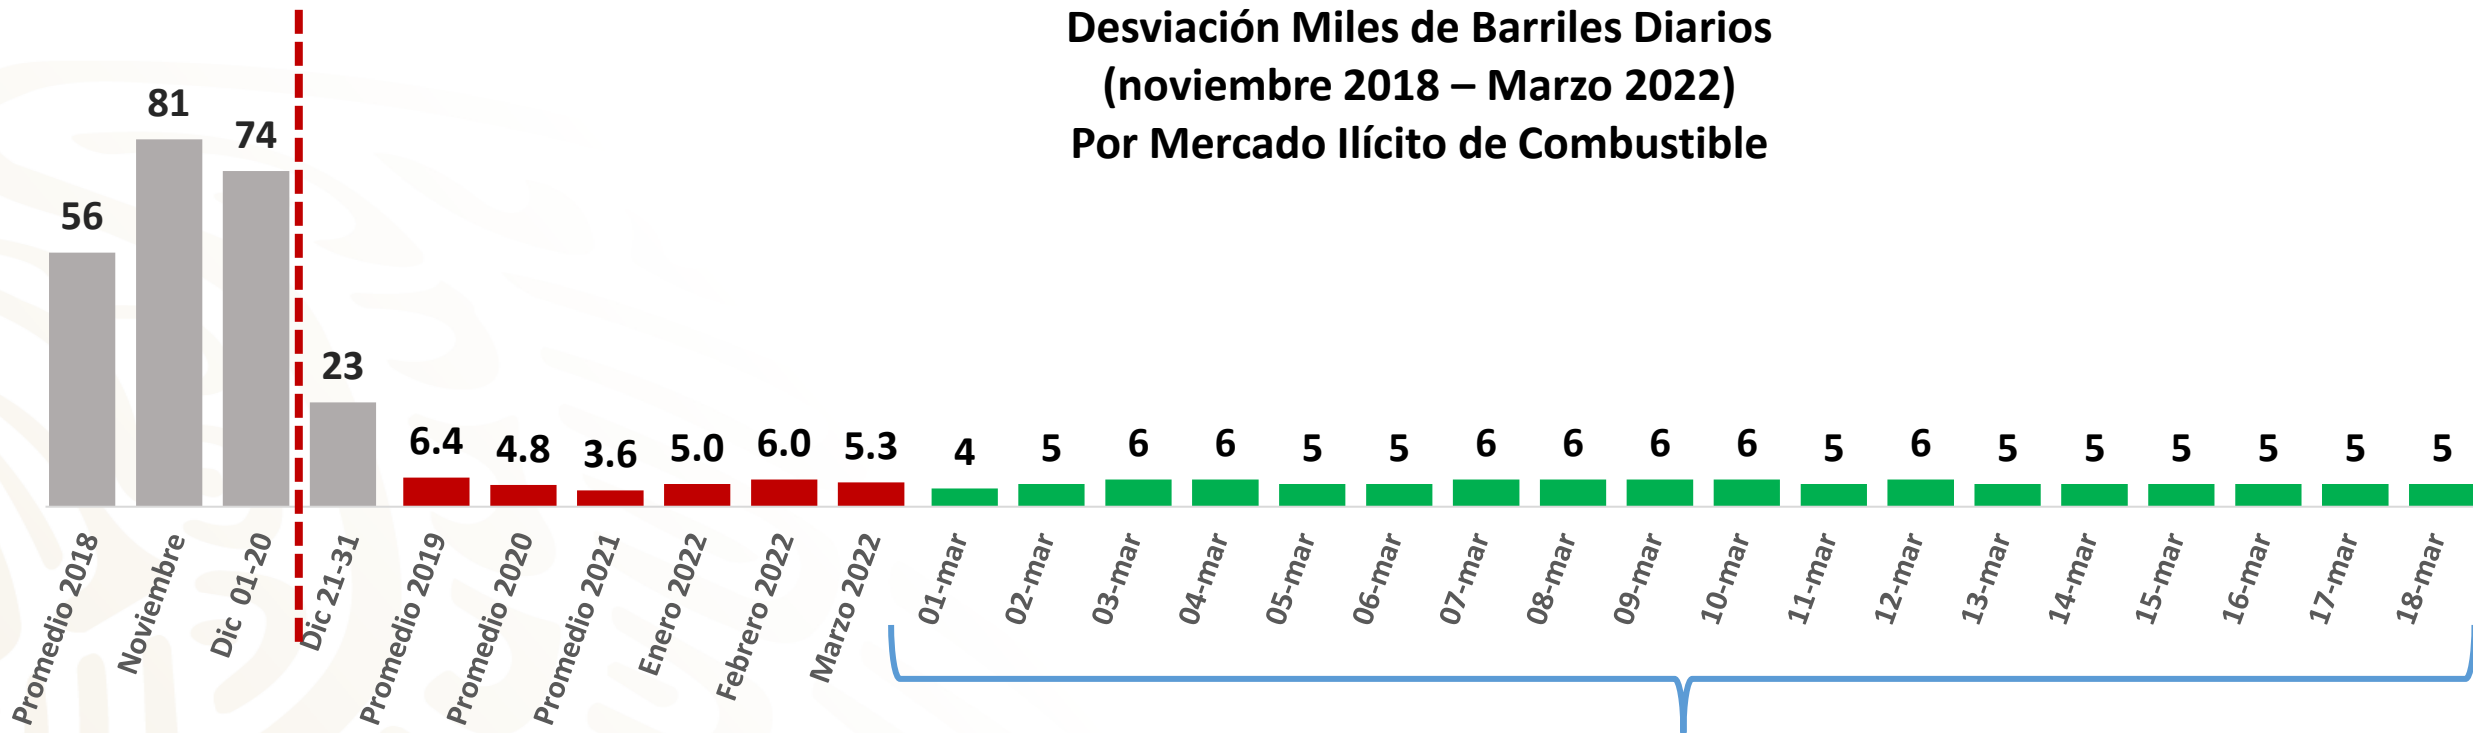 Desviación Miles de Barriles Diarios
(noviembre 2018 – Marzo 2022)
Por Mercado Ilícito de Combustible
56
81
74
23
6.4
4.8
3.6
5.0
6.0
5.3
4
5
6
6
5
5
6
6
6
6
5
6
5
5
5
5
5
5
Promedio 2018
Noviembre
Dic 01-20
Dic 21-31
Promedio 2019
Promedio 2020
Promedio 2021
Enero 2022
Febrero 2022
Marzo 2022
01-mar
02-mar
03-mar
04-mar
05-mar
06-mar
07-mar
08-mar
09-mar
10-mar
11-mar
12-mar
13-mar
14-mar
15-mar
16-mar
17-mar
18-mar